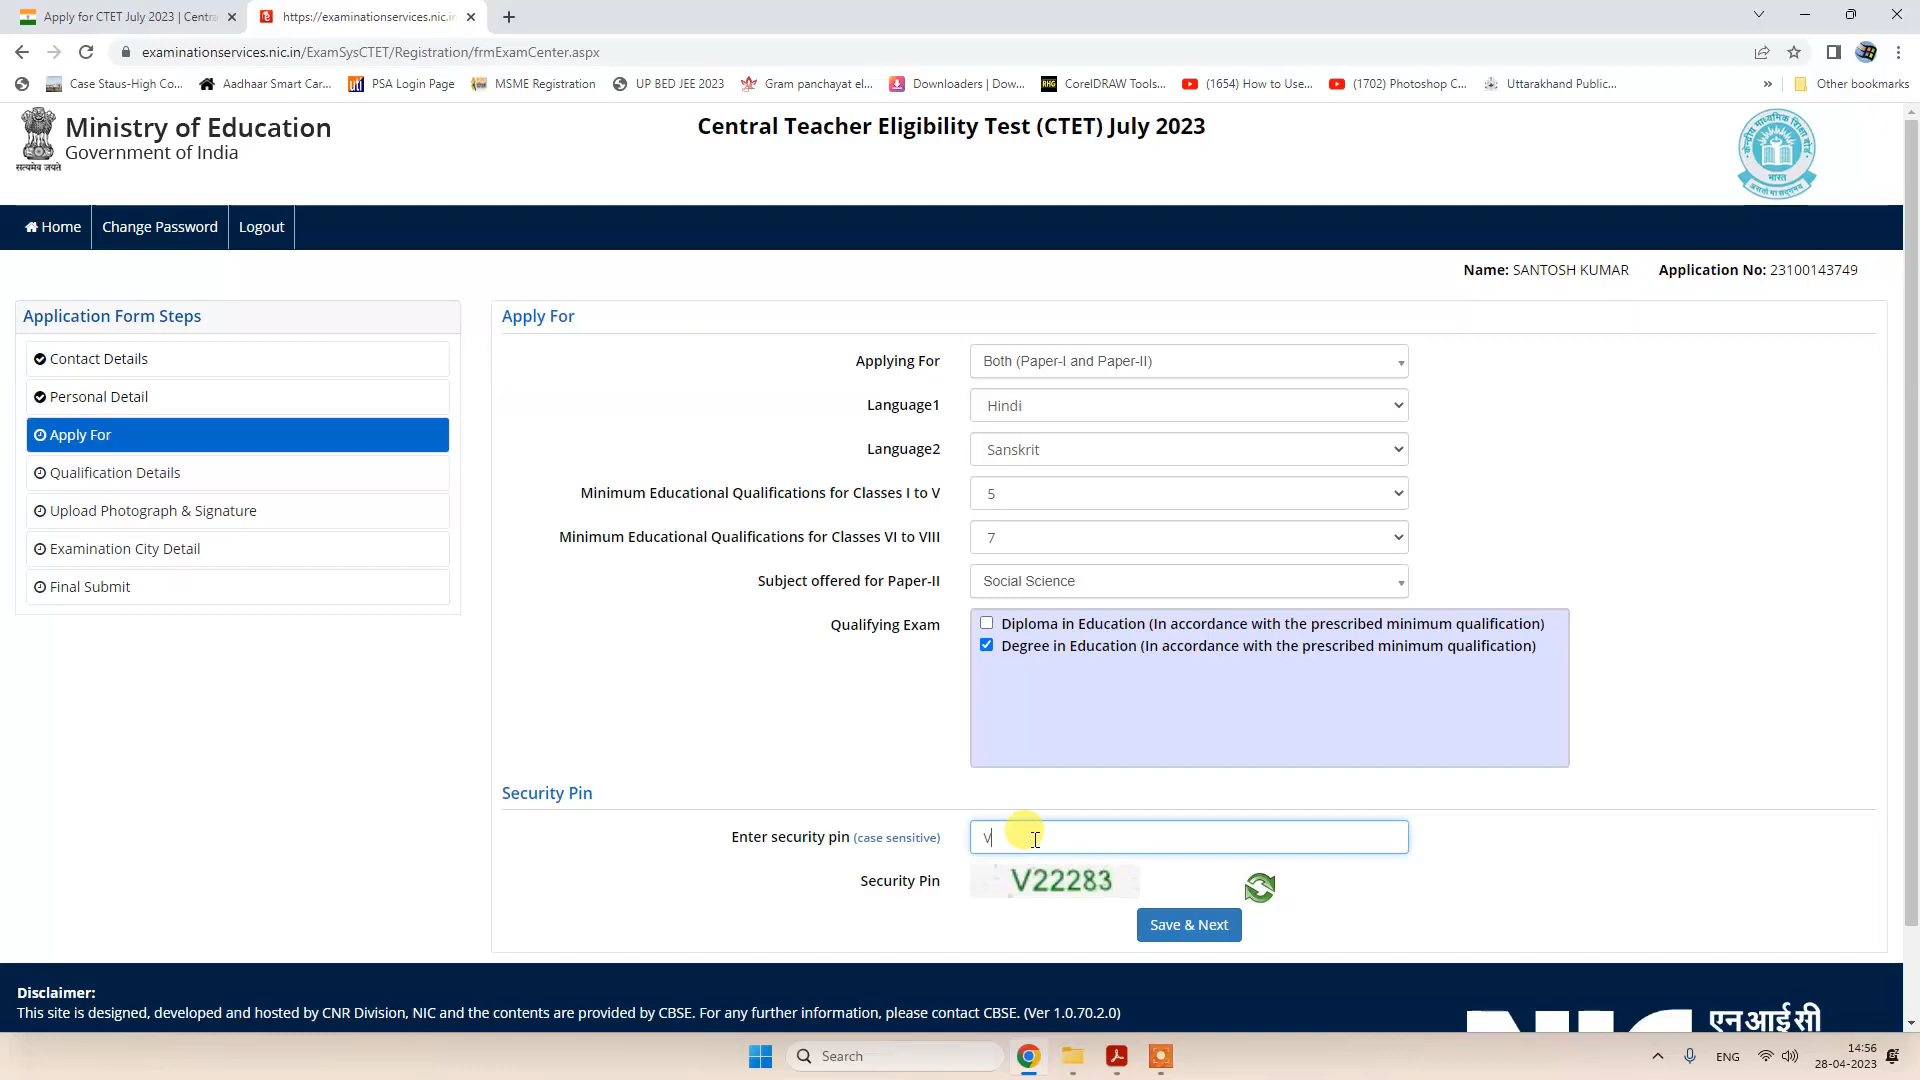 Apply for CTET July 2023 | Centra
https://examinationservices.nic.in
examinationservices.nic.in/ExamSysCTET/Registration/frmExamCenter.aspx
Case Staus-High Co...
Aadhaar Smart Car...
PSA Login Page
MSME Registration
UP BED JEE 2023
Gram panchayat el...
Downloaders | Dow...
CorelDRAW Tools...
(1654) How to Use...
(1702) Photoshop C...
Uttarakhand Public...
»
Other bookmarks
सत्यमेव जयते
Ministry of Education
Government of India
Central Teacher Eligibility Test (CTET) July 2023
केन्द्रीय माध्यमिक शिक्षा बोर्ड
भारत
असतो मा सद्गमय
Home
Change Password
Logout
Name: SANTOSH KUMAR Application No: 23100143749
Application Form Steps
Contact Details
Personal Detail
Apply For
Qualification Details
Upload Photograph & Signature
Examination City Detail
Final Submit
Apply For
Applying For Both (Paper-I and Paper-II)
Language1 Hindi
Language2 Sanskrit
Minimum Educational Qualifications for Classes I to V 5
Minimum Educational Qualifications for Classes VI to VIII 7
Subject offered for Paper-II Social Science
Qualifying Exam Diploma in Education (In accordance with the prescribed minimum qualification)
Degree in Education (In accordance with the prescribed minimum qualification)
Security Pin
Enter security pin (case sensitive) V
Security Pin V22283
Save & Next
Disclaimer:
This site is designed, developed and hosted by CNR Division, NIC and the contents are provided by CBSE. For any further information, please contact CBSE. (Ver 1.0.70.2.0)
NIC एन आई सी
Search
ENG
14:56
28-04-2023